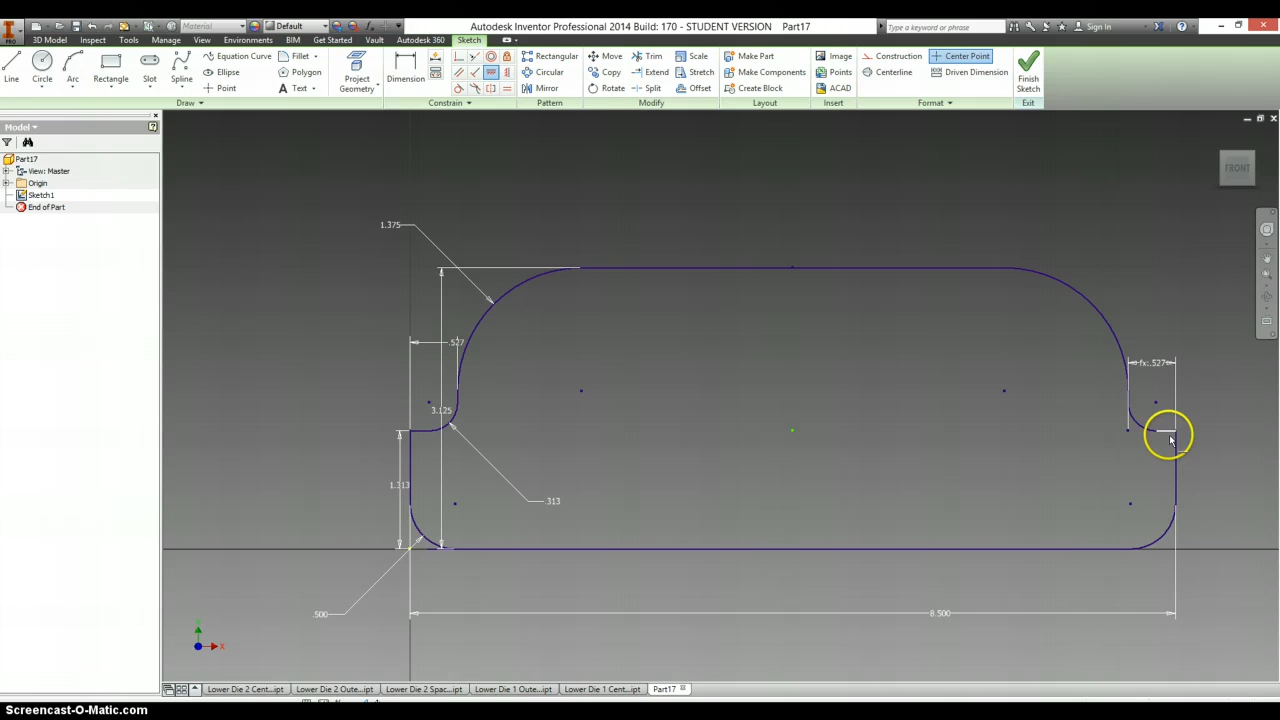 Material Default Autodesk Inventor Professional 2014 Build: 170 - STUDENT VERSION Part17 Type a keyword or phrase Sign In
PRO 3D Model Inspect Tools Manage View Environments BIM Get Started Vault Autodesk 360 Sketch
Line Circle Arc Rectangle Slot Spline Equation Curve Fillet Project Geometry Dimension Rectangular Move Trim Scale Make Part Image Construction Center Point Finish Sketch
Ellipse Polygon Circular Copy Extend Stretch Make Components Points Centerline Driven Dimension
Point Text Mirror Rotate Split Offset Create Block ACAD
Draw Constrain Pattern Modify Layout Insert Format Exit
Model
Part17
View: Master
Origin
Sketch1
End of Part
FRONT
1.375
.527
fx:.527
3.125
1.313
.313
.500
8.500
X
Lower Die 2 Cent...ipt Lower Die 2 Oute...ipt Lower Die 2 Spac...ipt Lower Die 1 Oute...ipt Lower Die 1 Cent...ipt Part17
Screencast-O-Matic.com